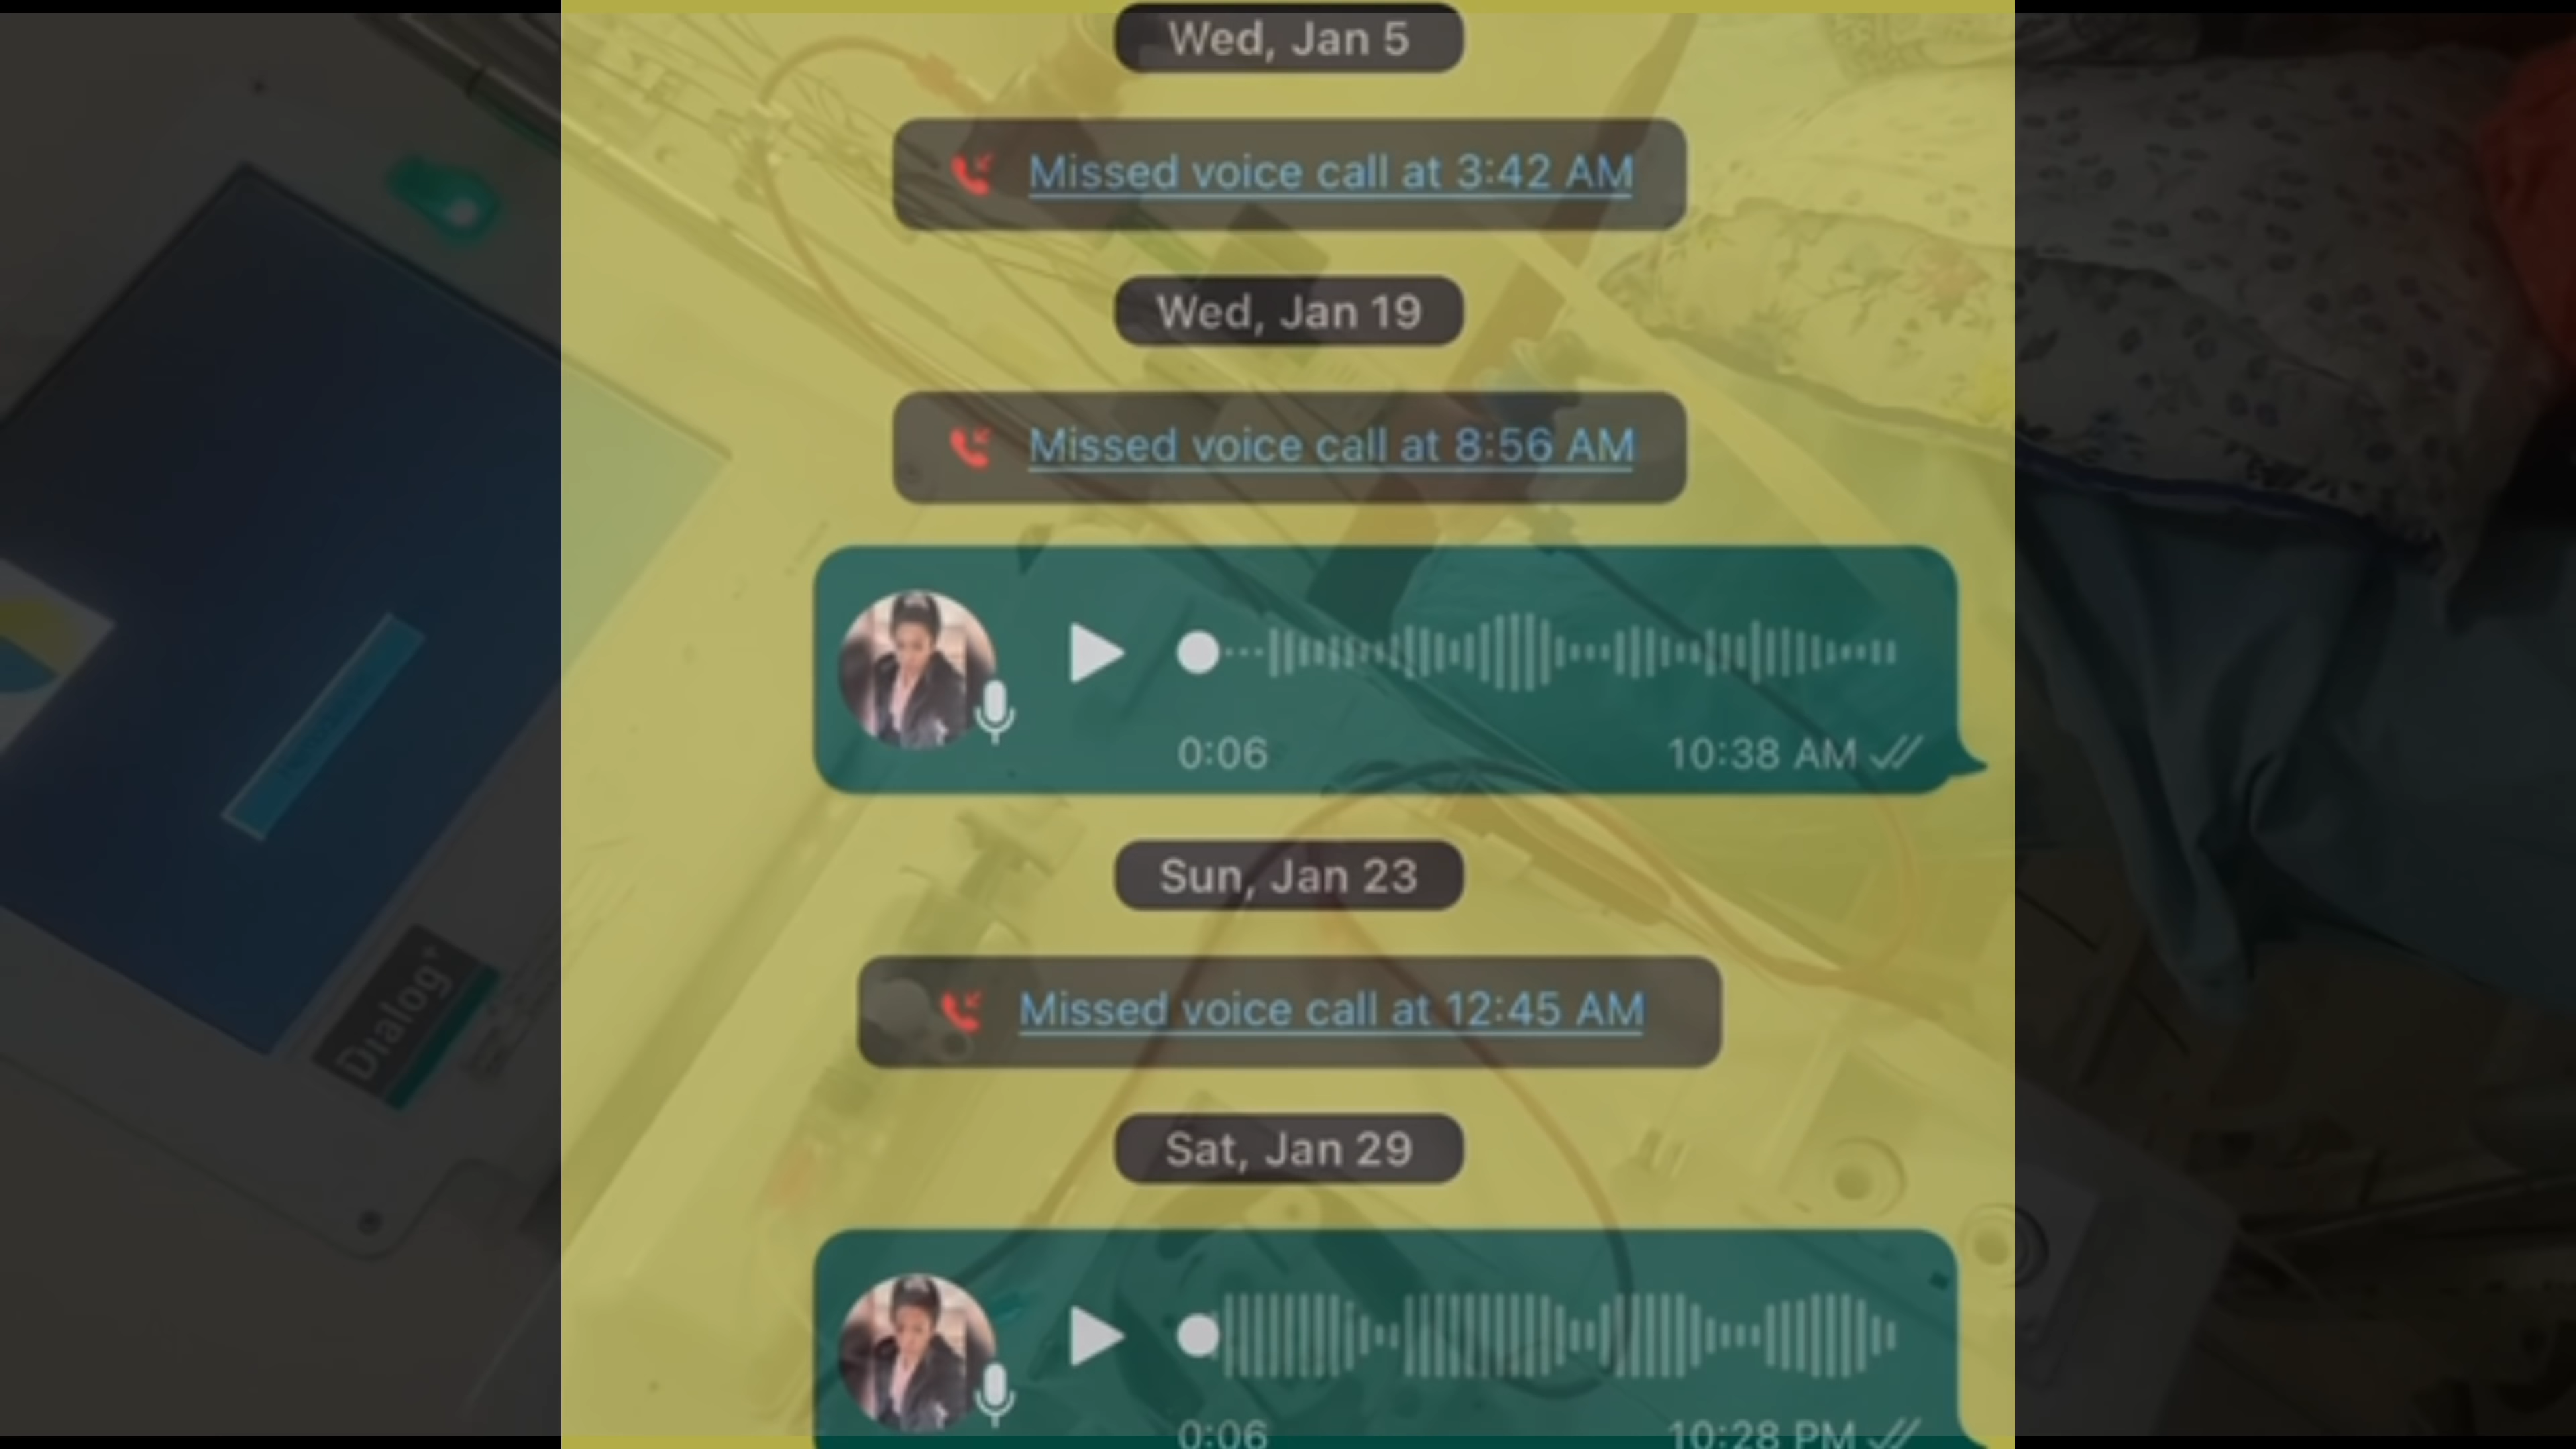 Wed, Jan 5
Missed voice call at 3:42 AM
Wed, Jan 19
Missed voice call at 8:56 AM
0:06
10:38 AM
Sun, Jan 23
Missed voice call at 12:45 AM
Sat, Jan 29
0:06
10:28 PM
Dialog+